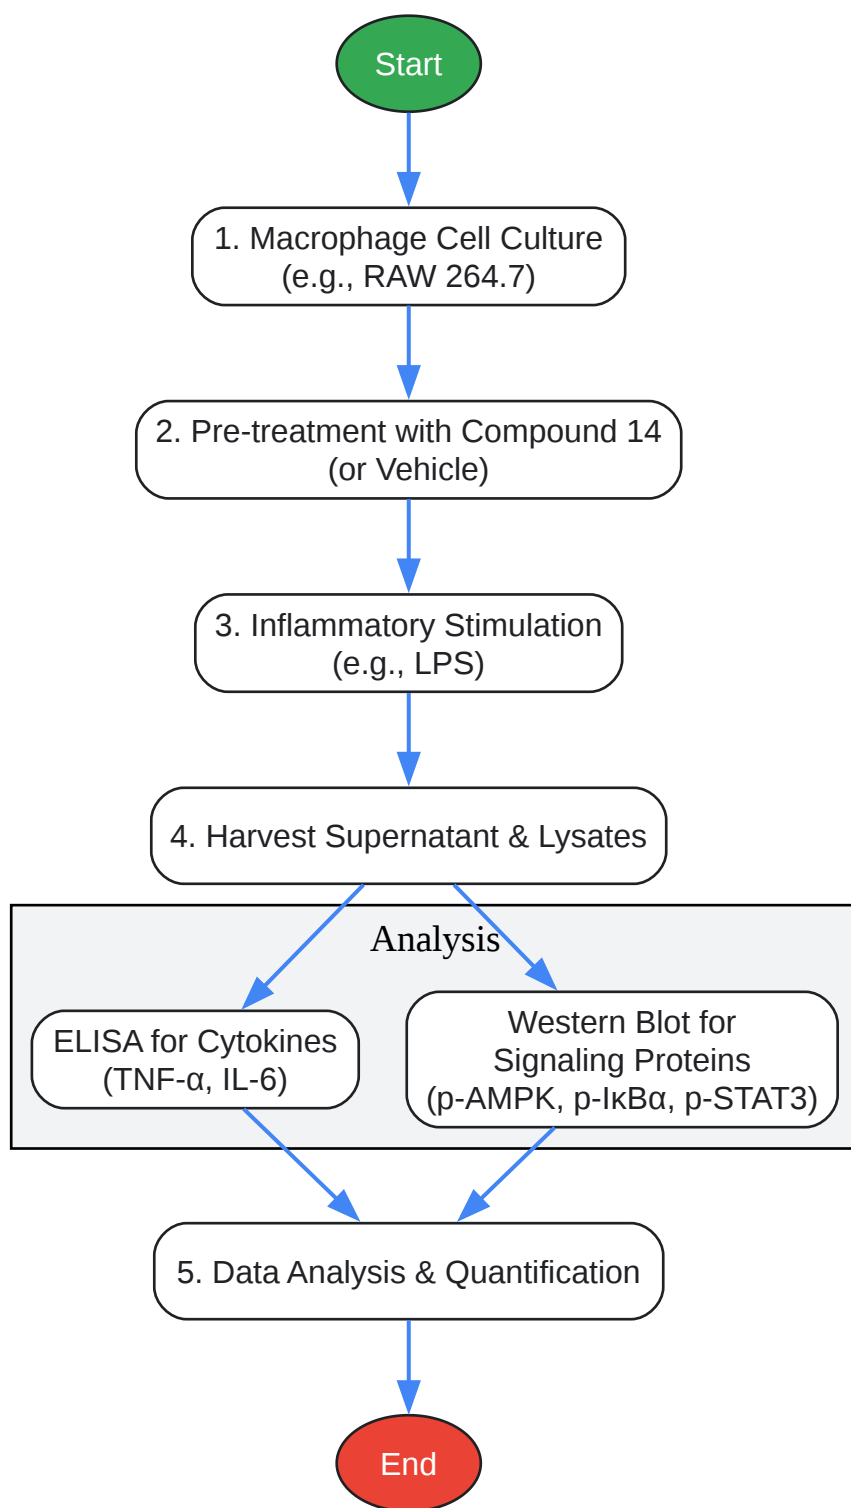 Start
1. Macrophage Cell Culture
(e.g., RAW 264.7)
2. Pre-treatment with Compound 14
(or Vehicle)
3. Inflammatory Stimulation
(e.g., LPS)
4. Harvest Supernatant & Lysates
Analysis
ELISA for Cytokines
(TNF-α, IL-6)
Western Blot for
Signaling Proteins
(p-AMPK, p-IκBα, p-STAT3)
5. Data Analysis & Quantification
End